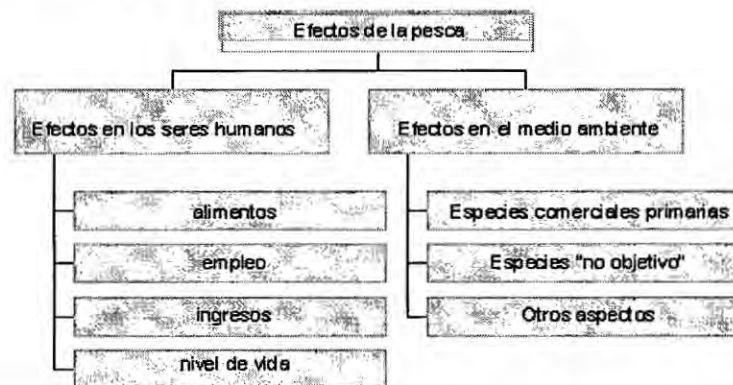 Efectos de la pesca
Efectos en los seres humanos
alimentos
empleo
ingresos
nivel de vida
Efectos en el medio ambiente
Especies comerciales primarias
Especies "no objetivo"
Otros aspectos